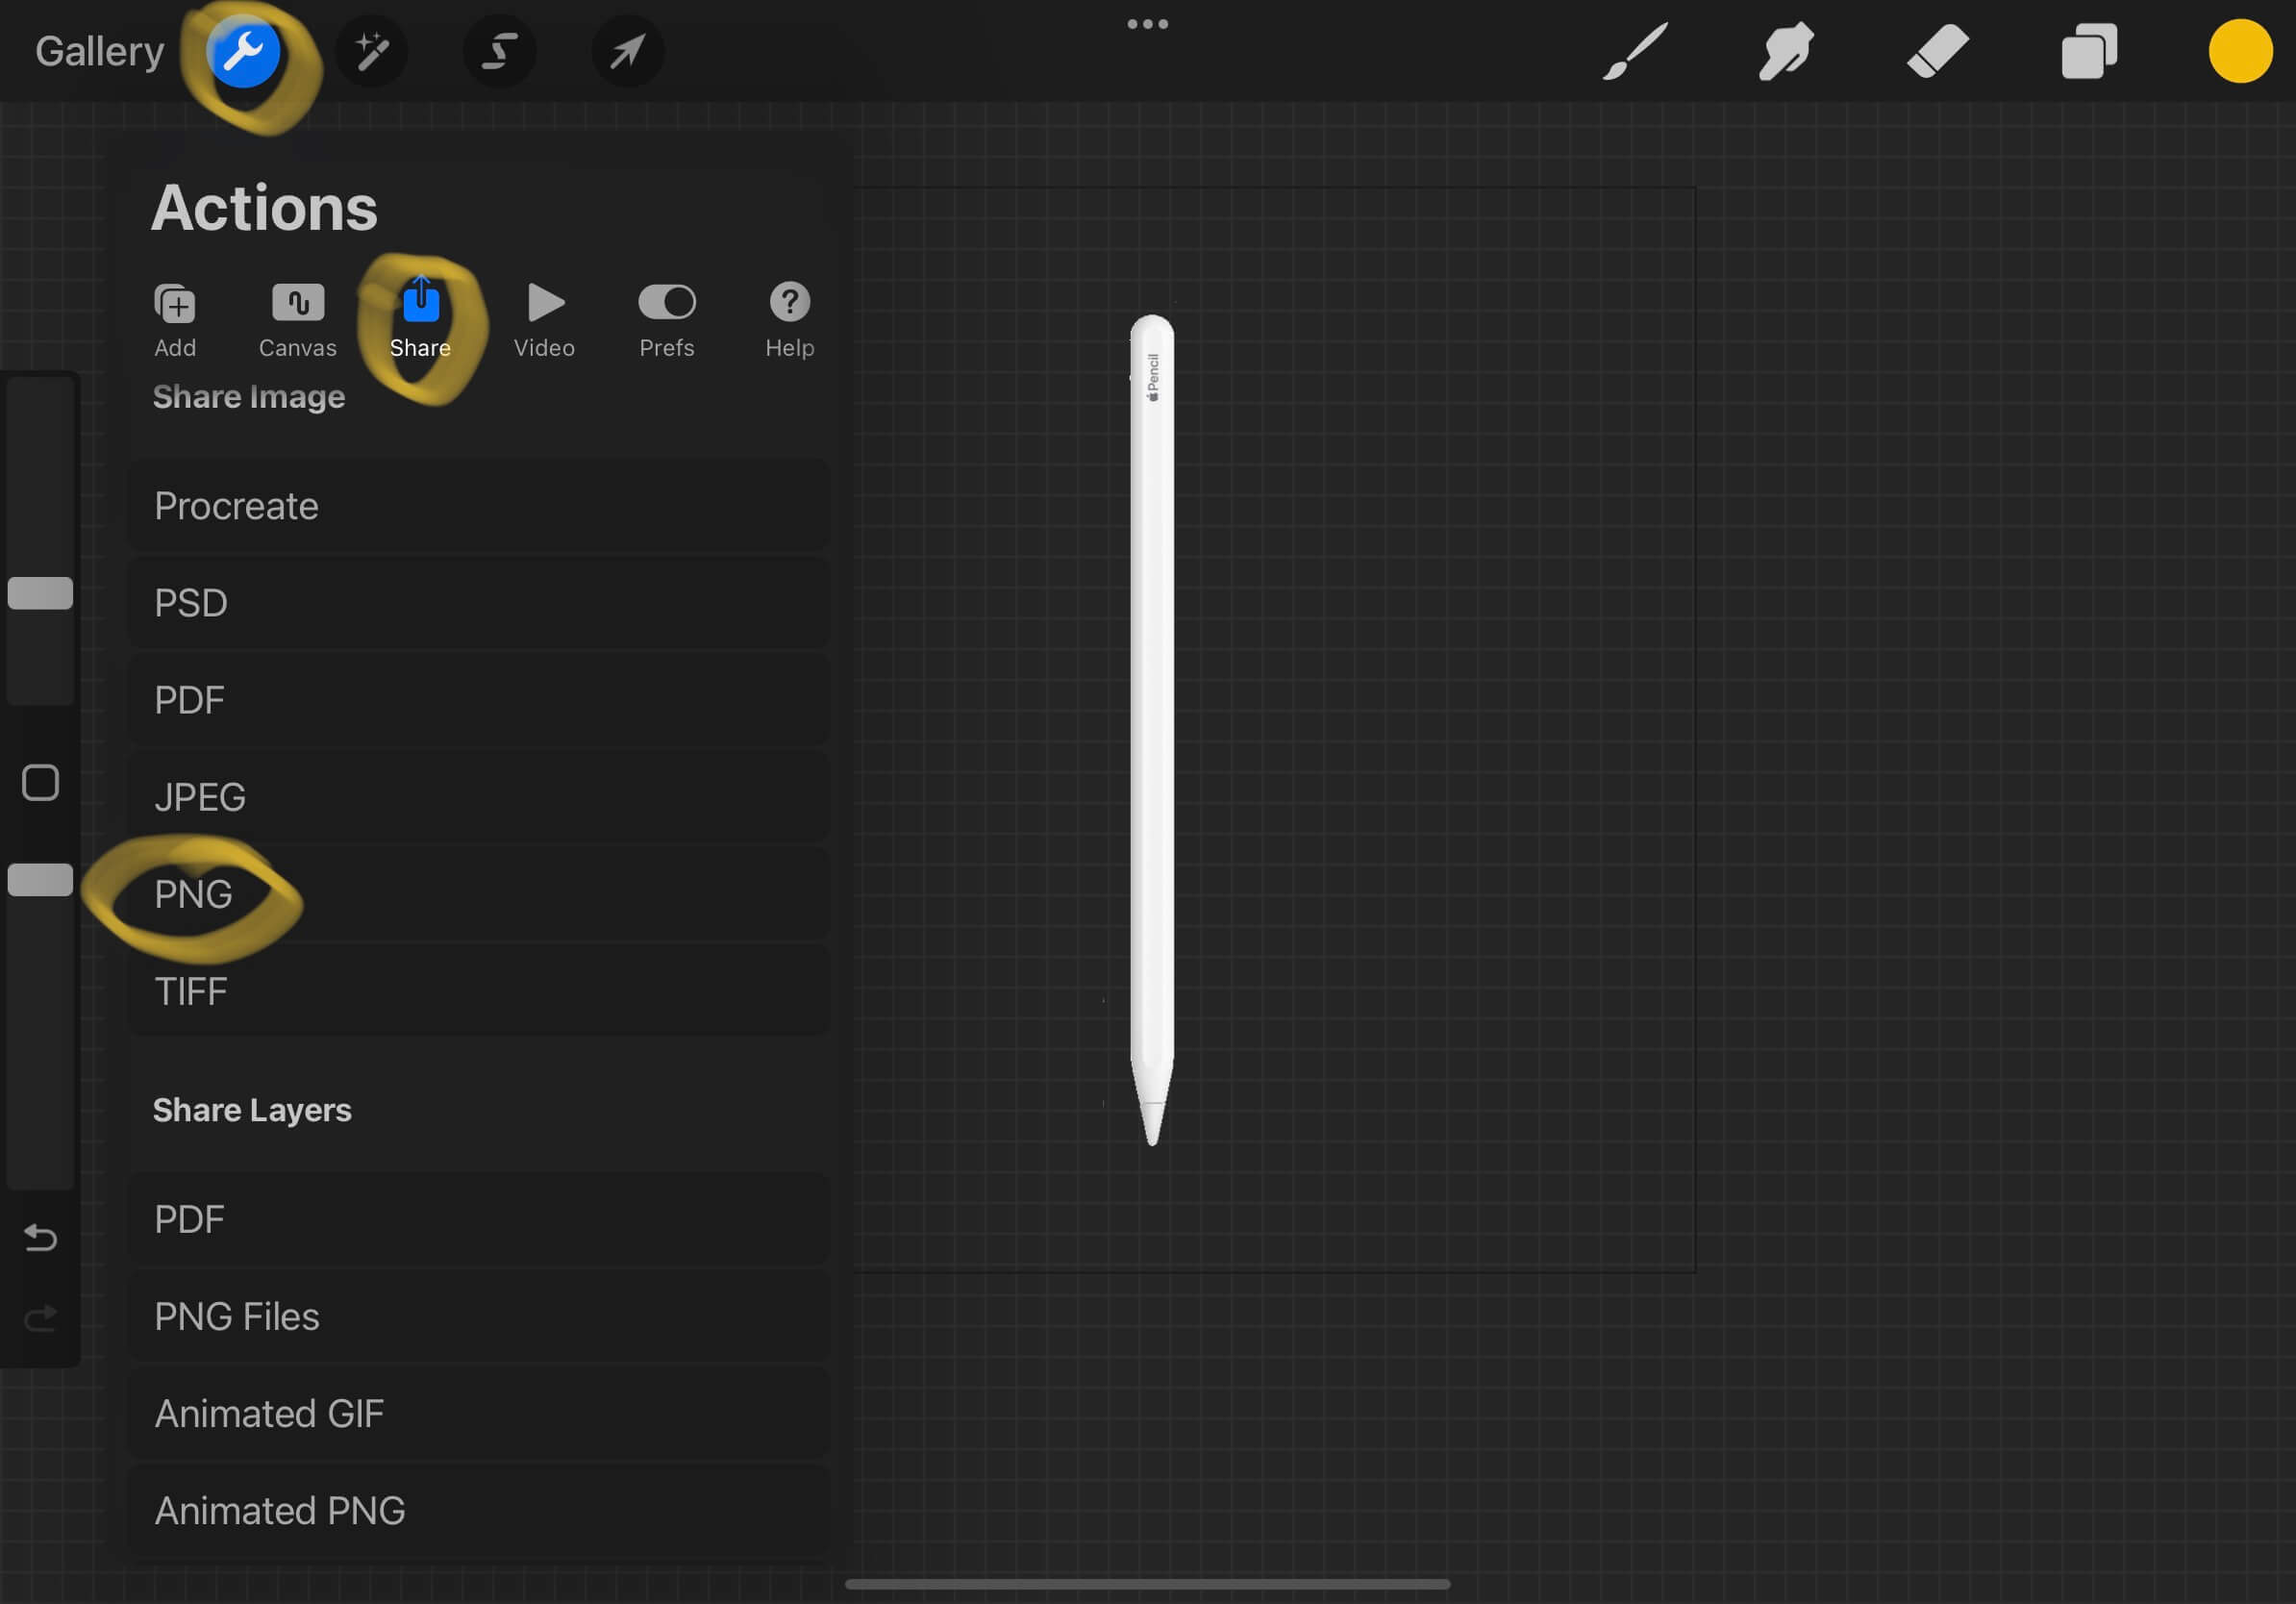 Gallery
Actions
Add Canvas Share Video Prefs Help
Share Image
Procreate
PSD
PDF
JPEG
PNG
TIFF
Share Layers
PDF
PNG Files
Animated GIF
Animated PNG
Pencil